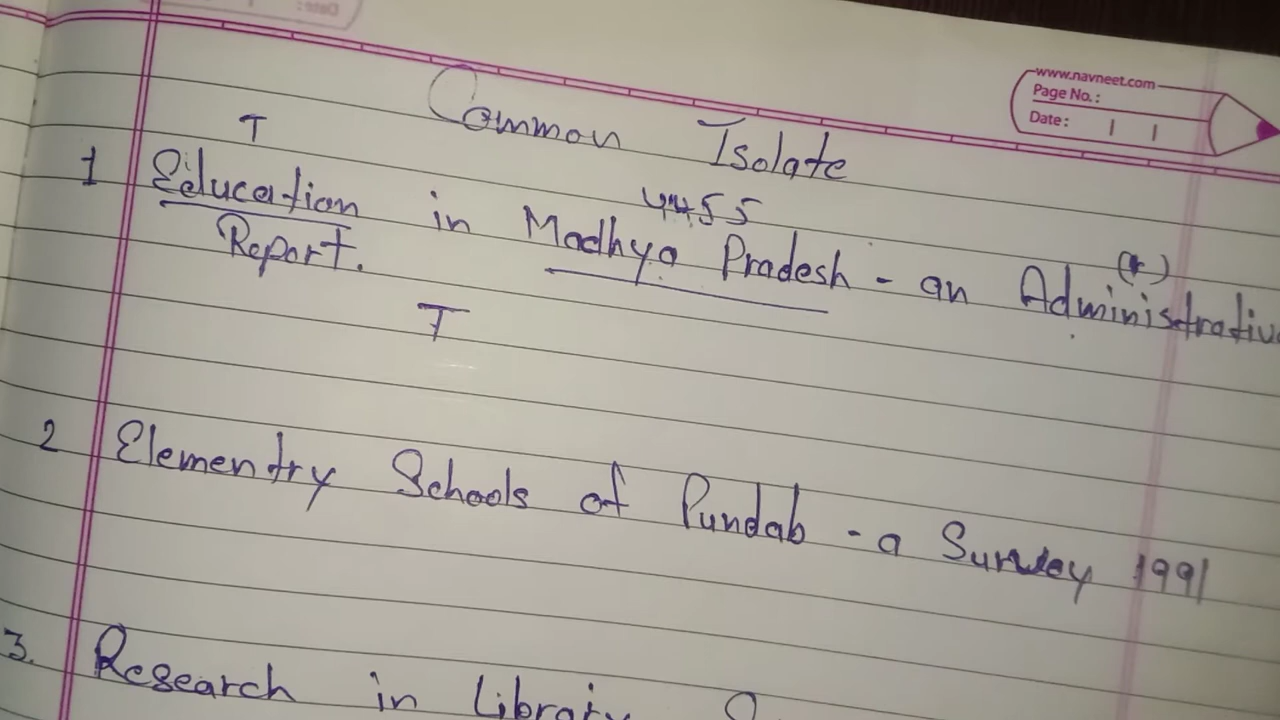 www.navneet.com
Page No.:
Date:
Common Isolate
T
4455
(r)
1 Education in Madhya Pradesh - an Administrative
Report.
T
2 Elementry Schools of Pundab - a Survey 1991
3. Research in Library